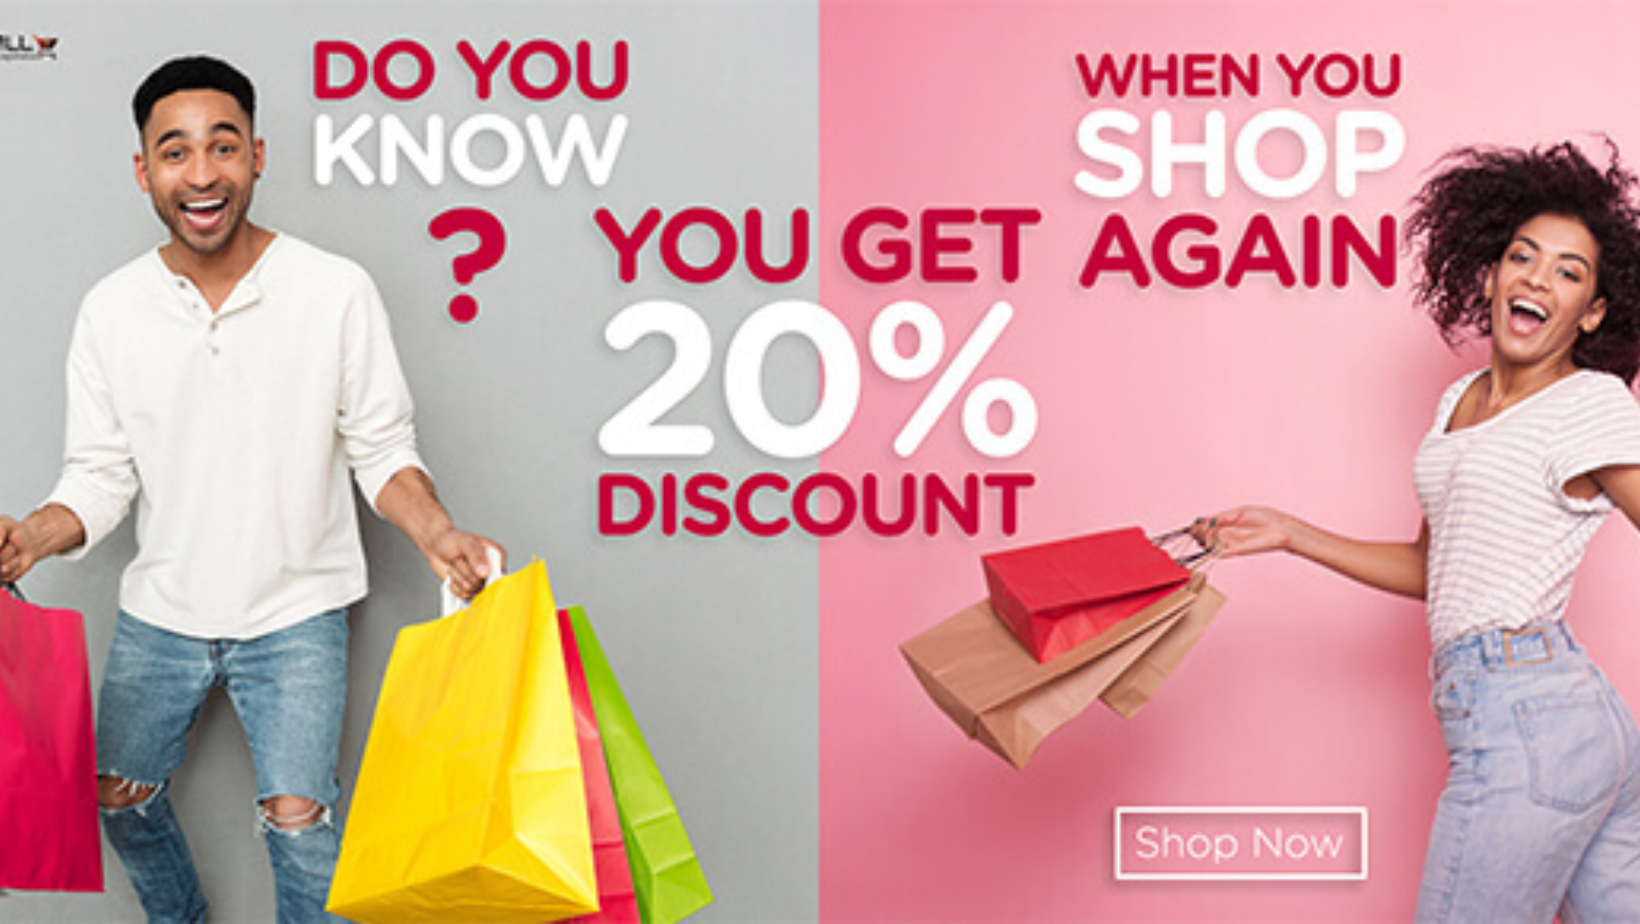 DO YOU
KNOW
?
YOU GET
20%
DISCOUNT
WHEN YOU
SHOP
AGAIN
Shop Now